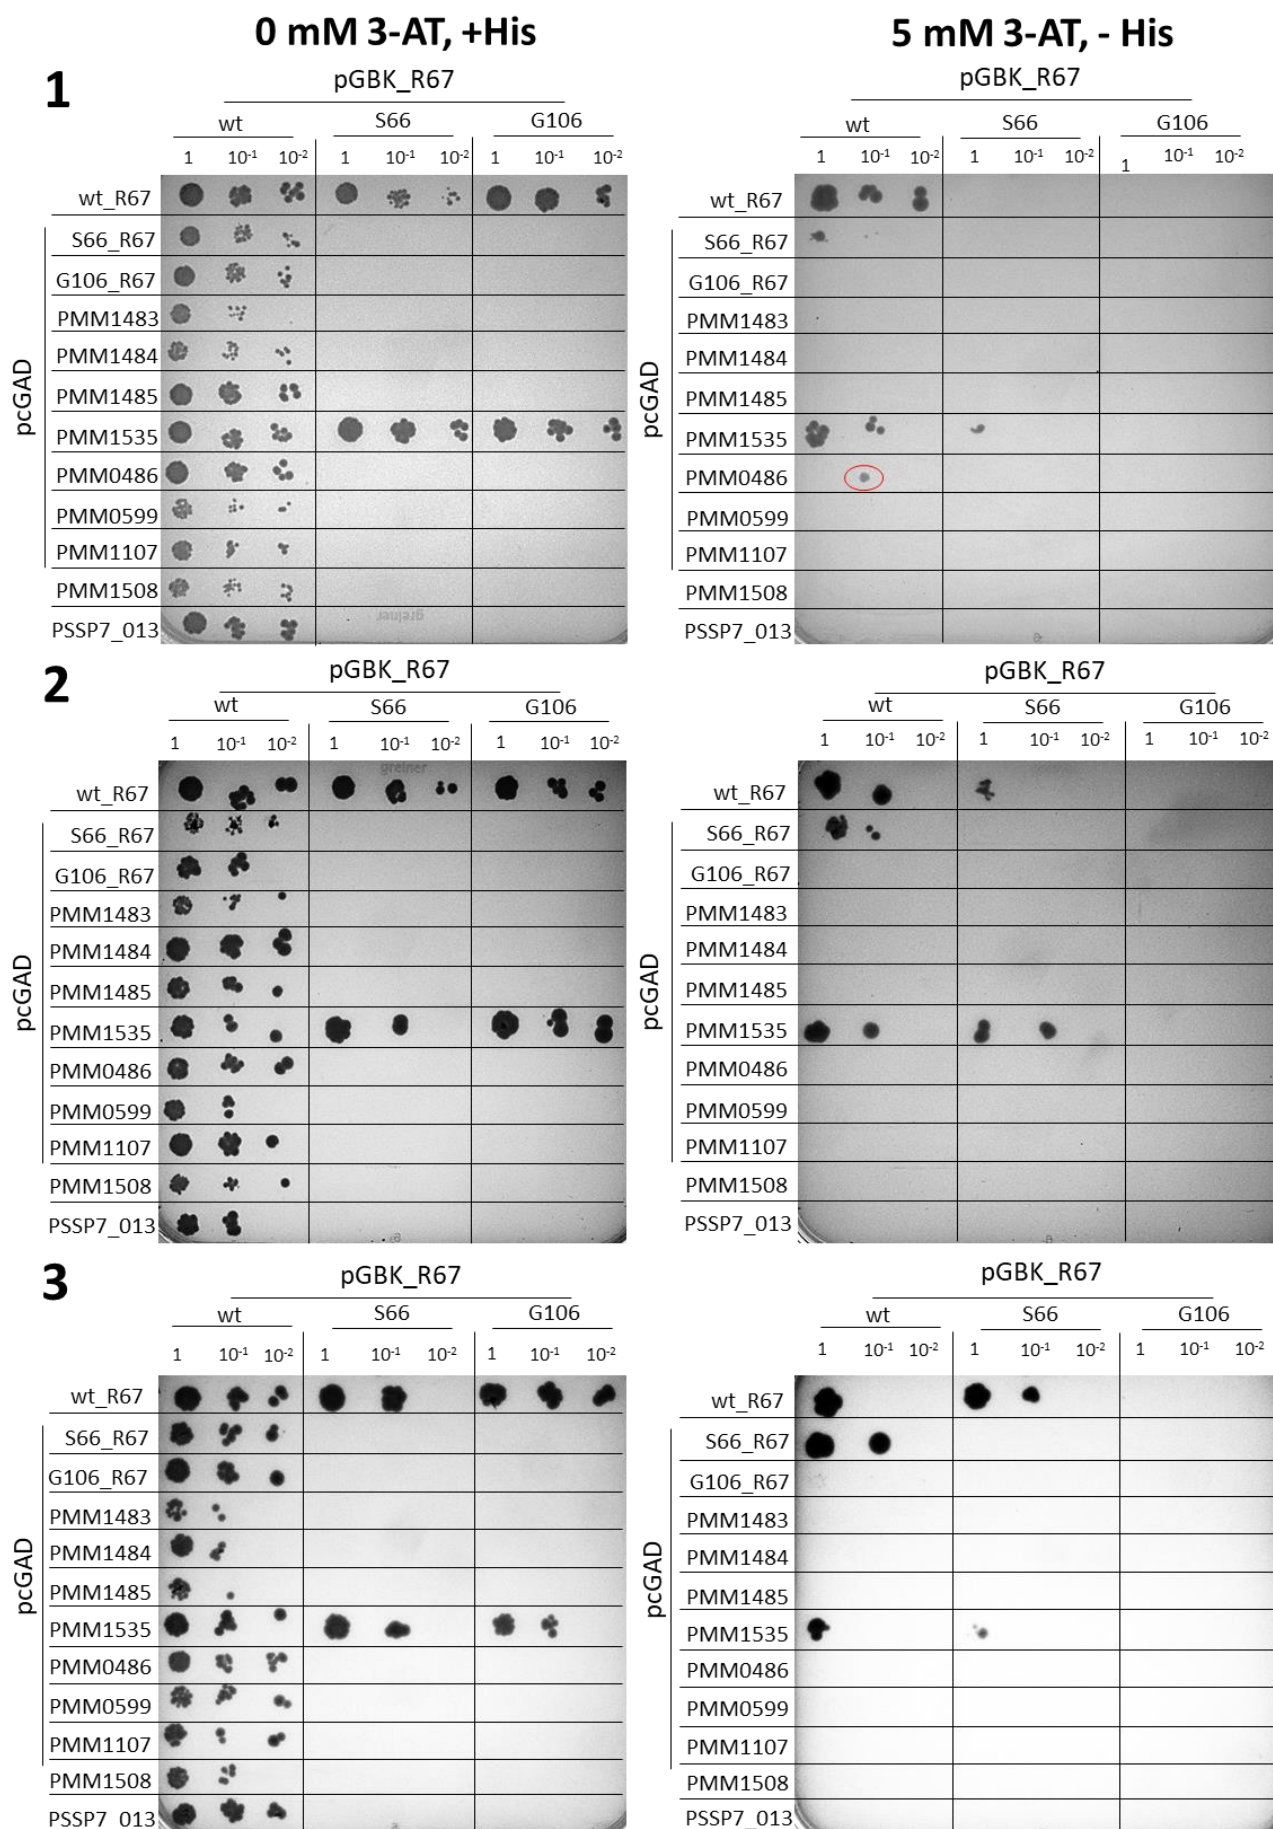 0 mM 3-AT, +His
5 mM 3-AT, - His
1
pGBK_R67
pGBK_R67
wt S66 G106
wt S66 G106
1 10-1 10-2 1 10-1 10-2 1 10-1 10-2
1 10-1 10-2 1 10-1 10-2 1 10-1 10-2
pcGAD
wt_R67
S66_R67
G106_R67
PMM1483
PMM1484
PMM1485
PMM1535
PMM0486
PMM0599
PMM1107
PMM1508
PSSP7_013
greiner
pcGAD
wt_R67
S66_R67
G106_R67
PMM1483
PMM1484
PMM1485
PMM1535
PMM0486
PMM0599
PMM1107
PMM1508
PSSP7_013
2
pGBK_R67
pGBK_R67
wt S66 G106
wt S66 G106
1 10-1 10-2 1 10-1 10-2 1 10-1 10-2
1 10-1 10-2 1 10-1 10-2 1 10-1 10-2
greiner
pcGAD
wt_R67
S66_R67
G106_R67
PMM1483
PMM1484
PMM1485
PMM1535
PMM0486
PMM0599
PMM1107
PMM1508
PSSP7_013
pcGAD
wt_R67
S66_R67
G106_R67
PMM1483
PMM1484
PMM1485
PMM1535
PMM0486
PMM0599
PMM1107
PMM1508
PSSP7_013
3
pGBK_R67
pGBK_R67
wt S66 G106
wt S66 G106
1 10-1 10-2 1 10-1 10-2 1 10-1 10-2
1 10-1 10-2 1 10-1 10-2 1 10-1 10-2
pcGAD
wt_R67
S66_R67
G106_R67
PMM1483
PMM1484
PMM1485
PMM1535
PMM0486
PMM0599
PMM1107
PMM1508
PSSP7_013
pcGAD
wt_R67
S66_R67
G106_R67
PMM1483
PMM1484
PMM1485
PMM1535
PMM0486
PMM0599
PMM1107
PMM1508
PSSP7_013